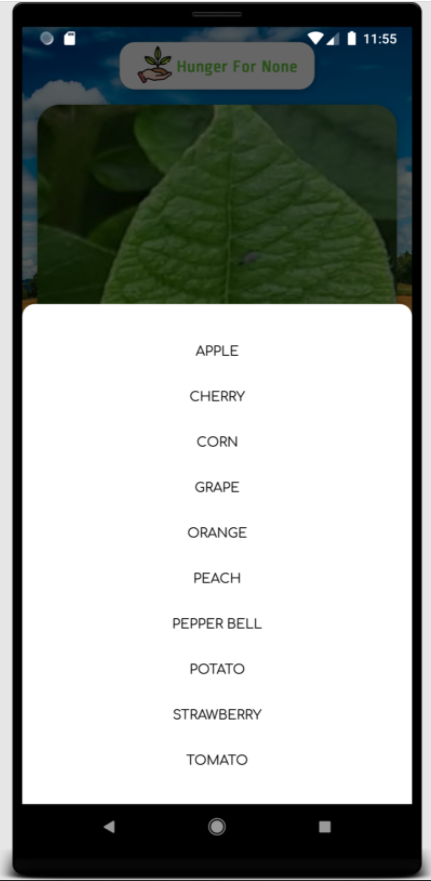 11:55
Hunger For None
APPLE
CHERRY
CORN
GRAPE
ORANGE
PEACH
PEPPER BELL
POTATO
STRAWBERRY
TOMATO